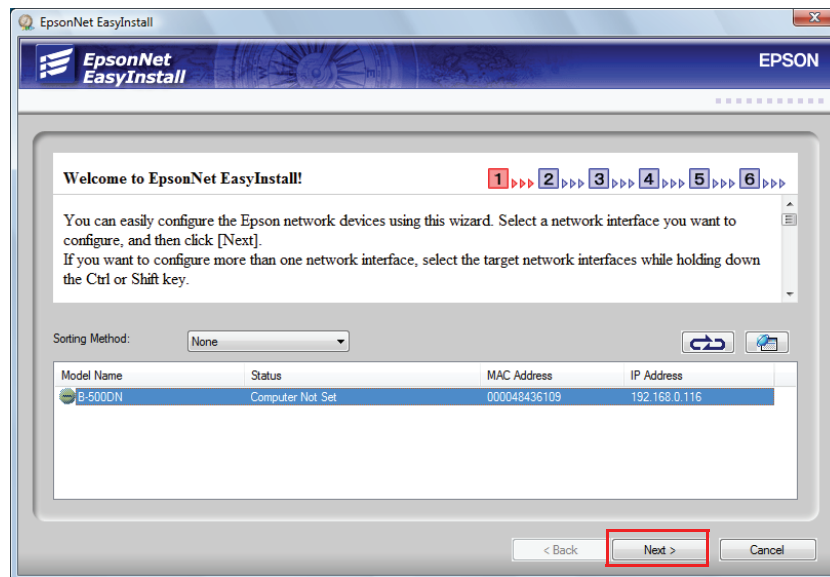 EpsonNet EasyInstall
EpsonNet
EasyInstall
EPSON
Welcome to EpsonNet EasyInstall!
1 2 3 4 5 6
You can easily configure the Epson network devices using this wizard. Select a network interface you want to
configure, and then click [Next].
If you want to configure more than one network interface, select the target network interfaces while holding down
the Ctrl or Shift key.
Sorting Method: None
Model Name Status MAC Address IP Address
B-500DN Computer Not Set 000048436109 192.168.0.116
< Back Next > Cancel